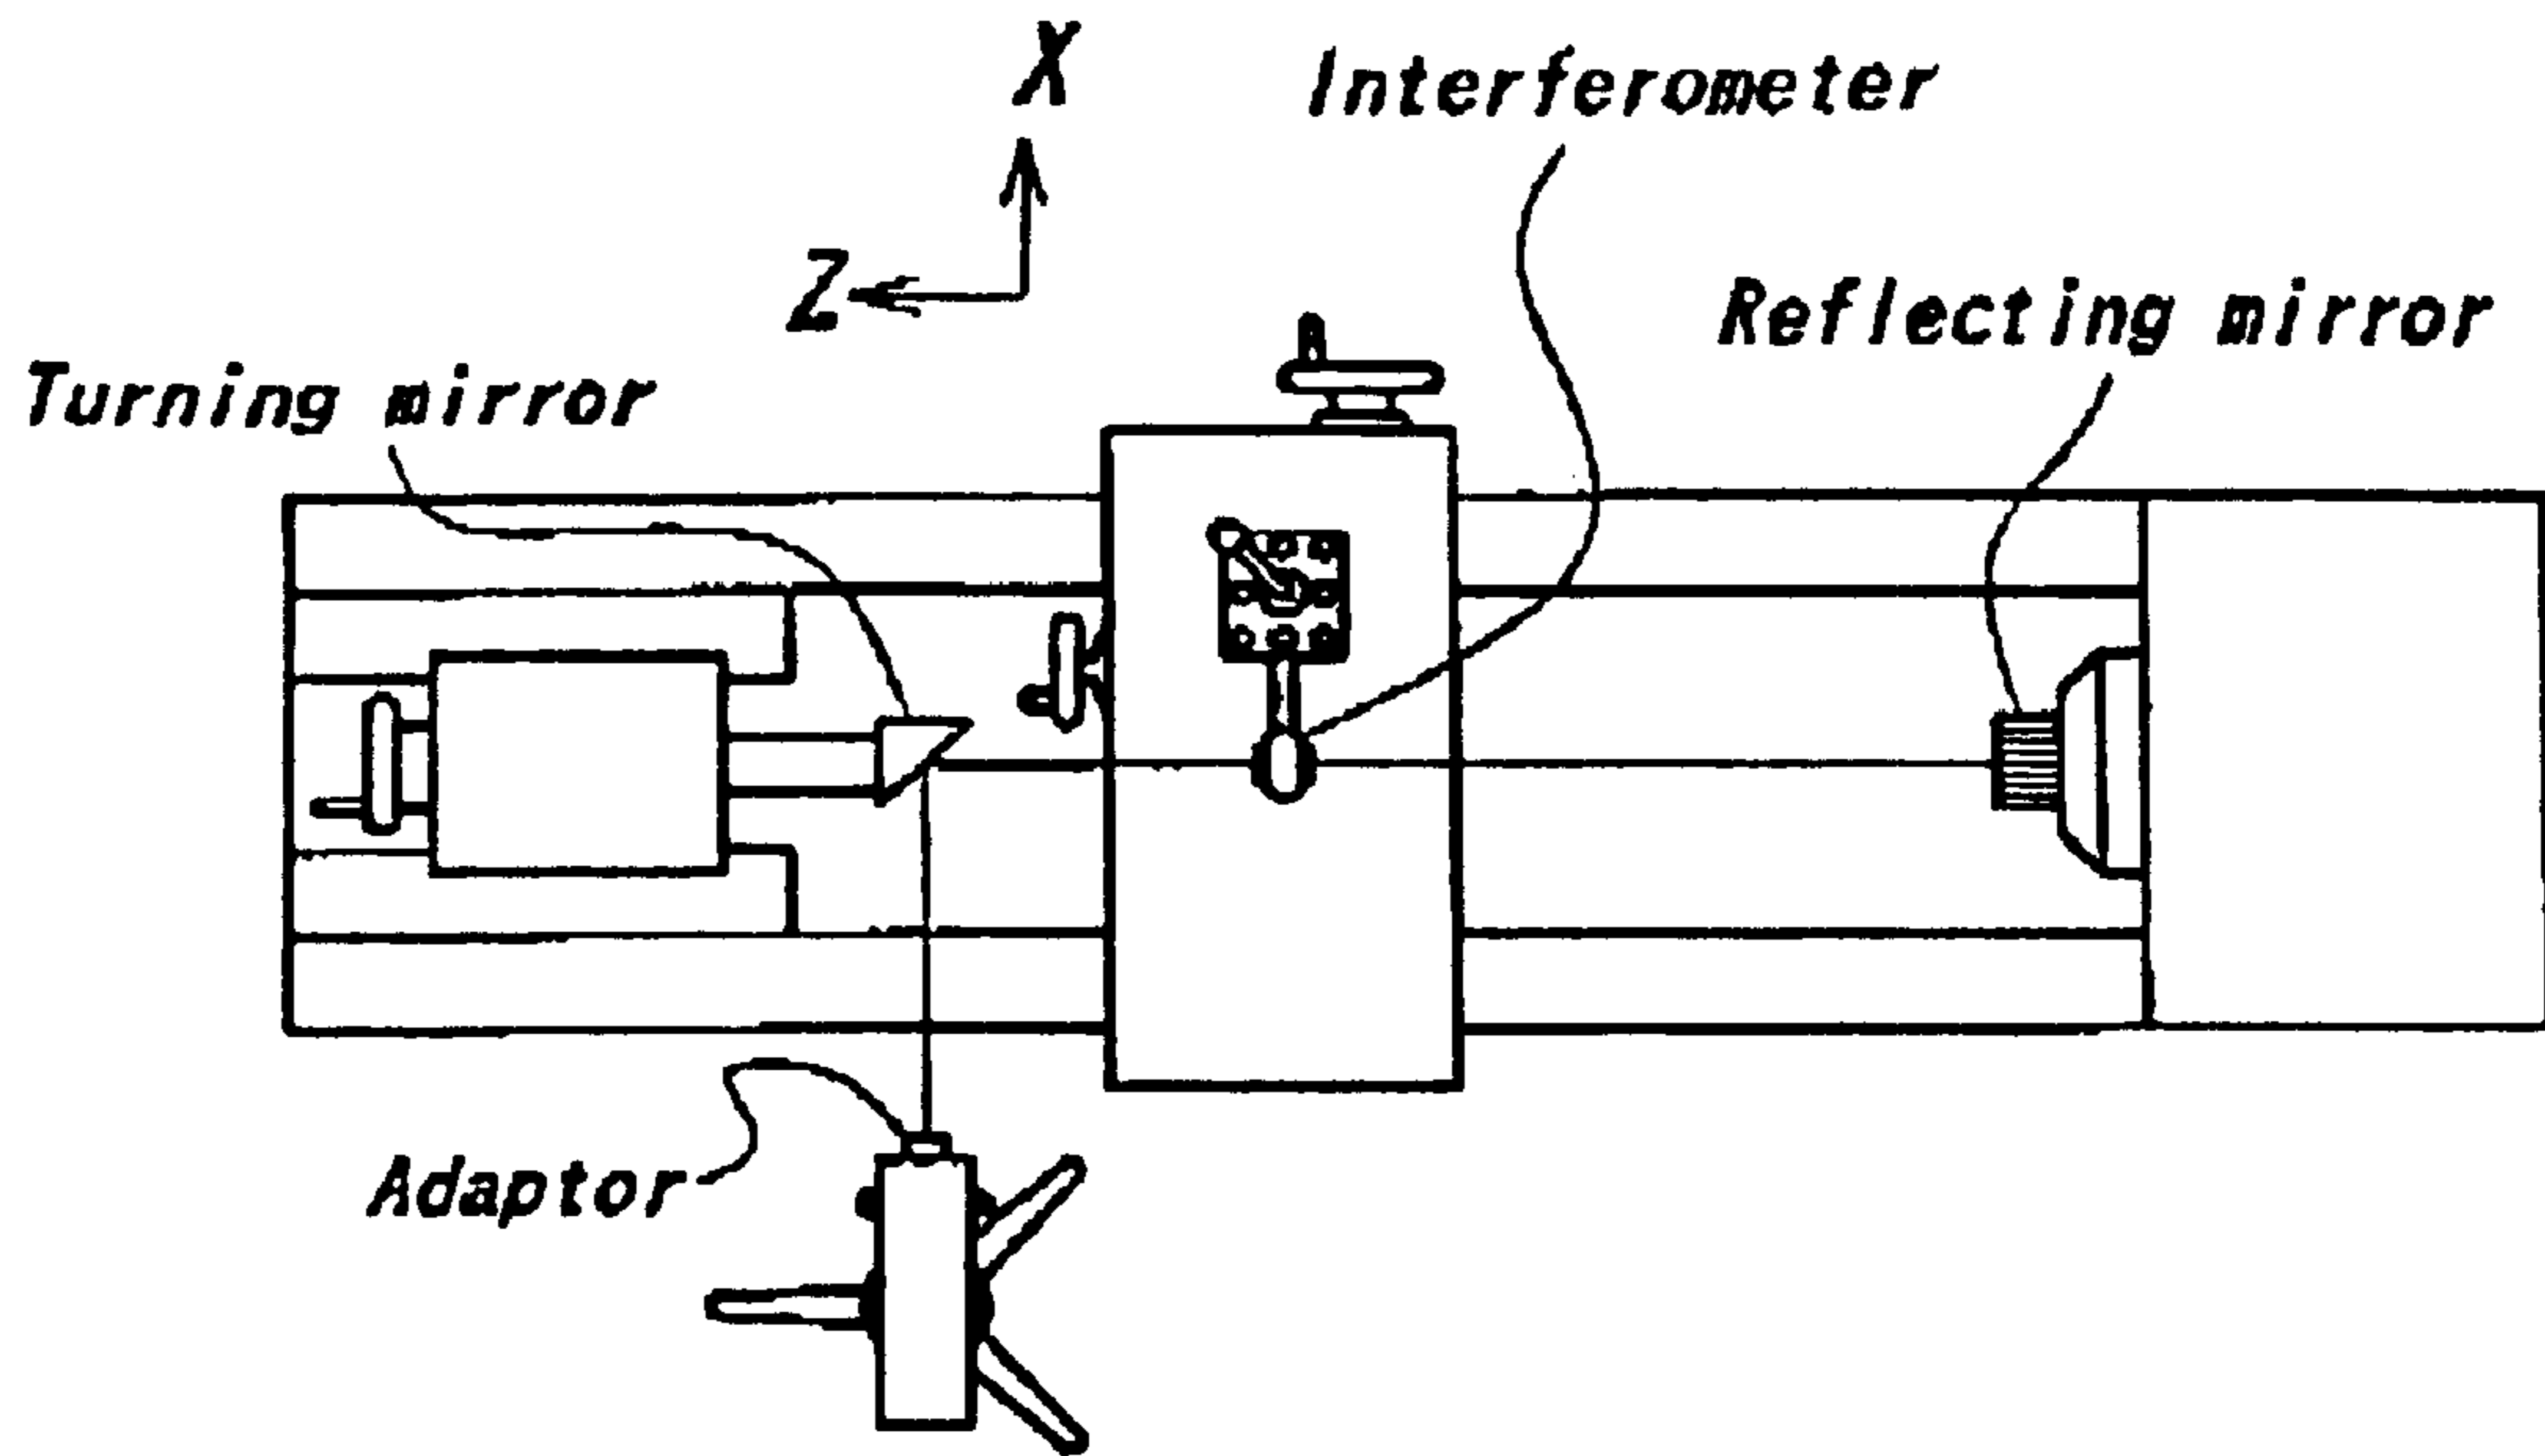 X
Interferometer
Z
Reflecting mirror
Turning mirror
Adaptor